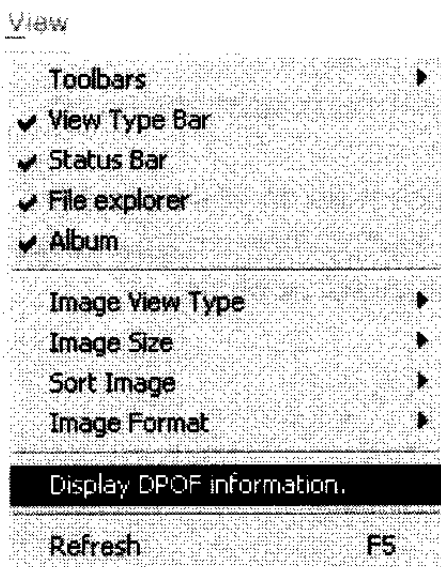 View
Toolbars
View Type Bar
Status Bar
File explorer
Album
Image View Type
Image Size
Sort Image
Image Format
Display DPOF information.
Refresh F5